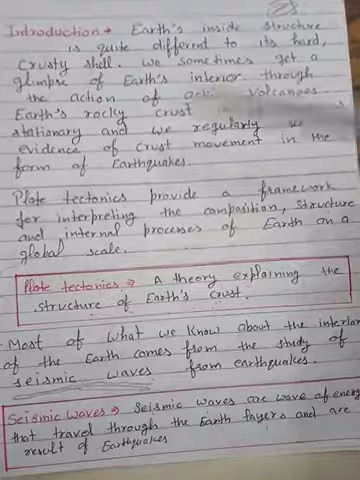 Introduction → Earth's inside structure
is quite different to its hard,
crusty shell. We sometimes get a
glimpse of Earth's interior through
the action of acti volcanoes.
Earth's rocky crust s
stationary and we regularly see
evidence of crust movement in the
form of Earthquakes.
Plate tectonics provide a framework
for interpreting the composition, structure
and internal processes of Earth on a
global scale.
Plate tectonics → A theory explaining the
structure of Earth's crust.
Most of what we know about the interior
of the Earth comes from the study of
seismic waves from earthquakes.
Seismic waves → Seismic waves are wave of energy
that travel through the Earth layers and are
result of Earthquakes